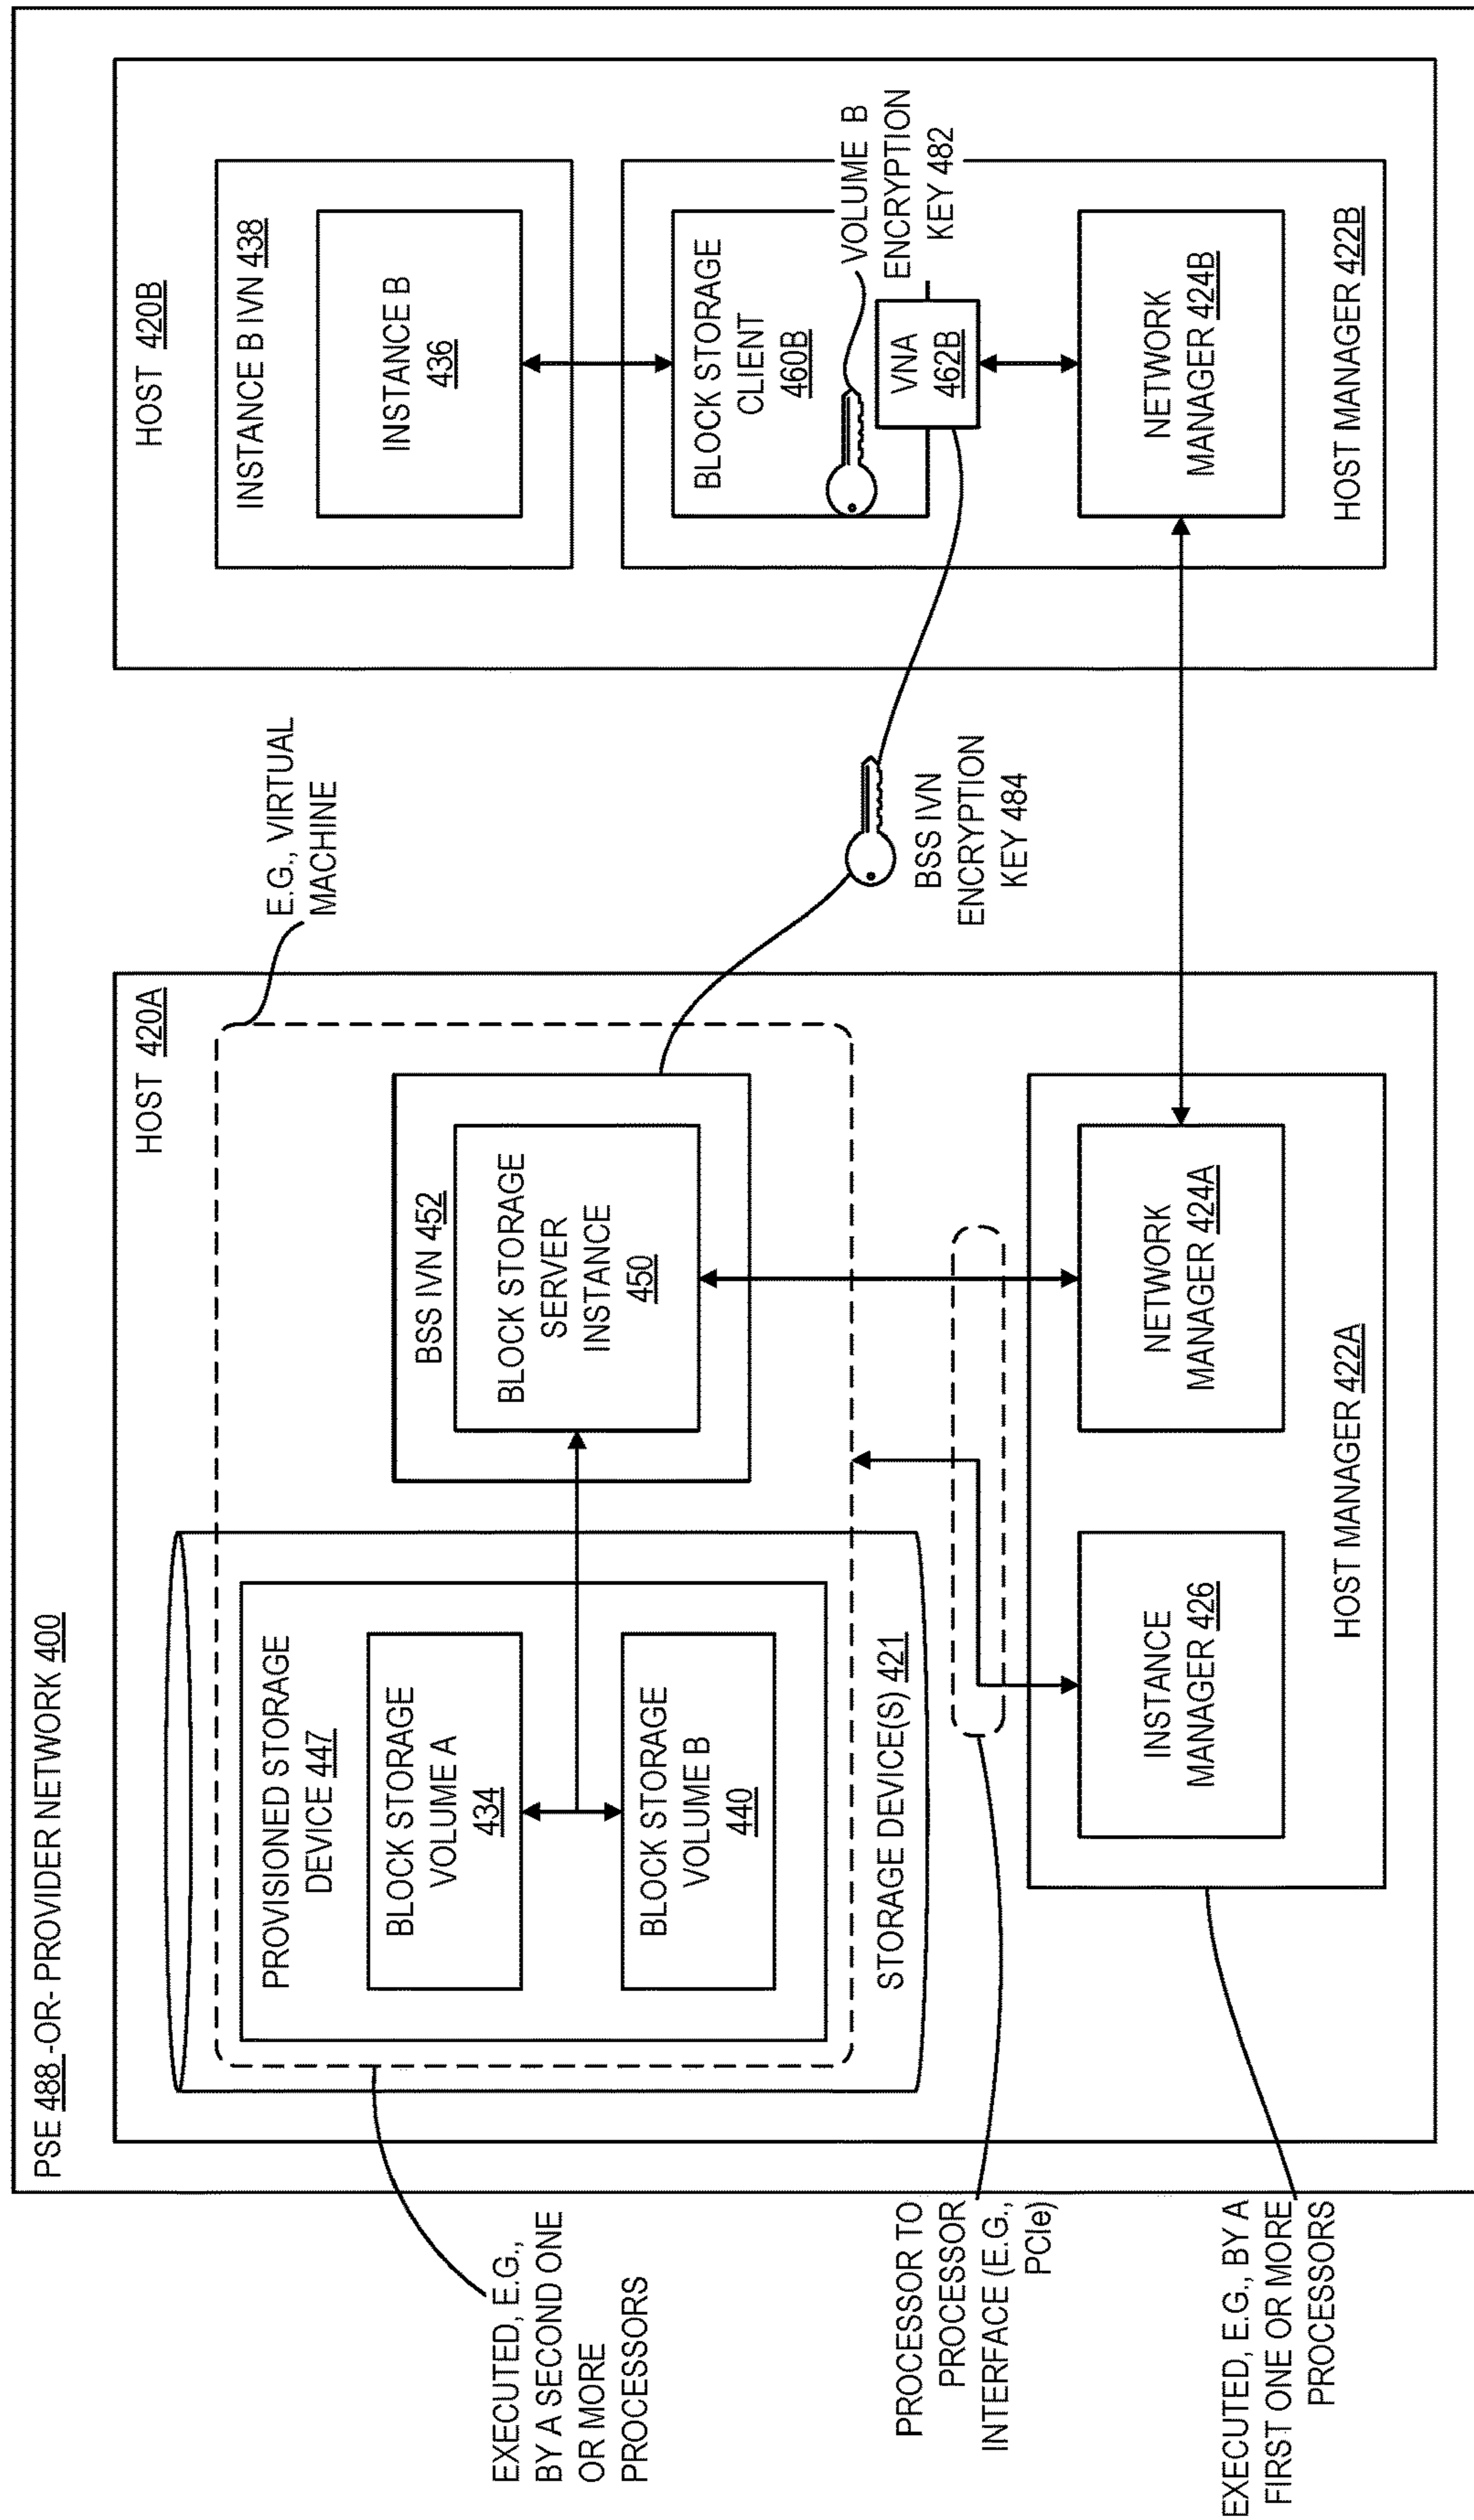 PSE 488 -OR- PROVIDER NETWORK 400
HOST 420A
PROVISIONED STORAGE
DEVICE 447
BLOCK STORAGE
VOLUME A
434
BLOCK STORAGE
VOLUME B
440
STORAGE DEVICE(S) 421
BSS IVN 452
BLOCK STORAGE
SERVER
INSTANCE
450
INSTANCE
MANAGER 426
NETWORK
MANAGER 424A
HOST MANAGER 422A
E.G., VIRTUAL
MACHINE
BSS IVN
ENCRYPTION
KEY 484
HOST 420B
INSTANCE B IVN 438
INSTANCE B
436
BLOCK STORAGE
CLIENT
460B
VOLUME B
ENCRYPTION
KEY 482
VNA
462B
NETWORK
MANAGER 424B
HOST MANAGER 422B
EXECUTED, E.G.,
BY A SECOND ONE
OR MORE
PROCESSORS
PROCESSOR TO
PROCESSOR
INTERFACE (E.G.,
PCIe)
EXECUTED, E.G., BY A
FIRST ONE OR MORE
PROCESSORS